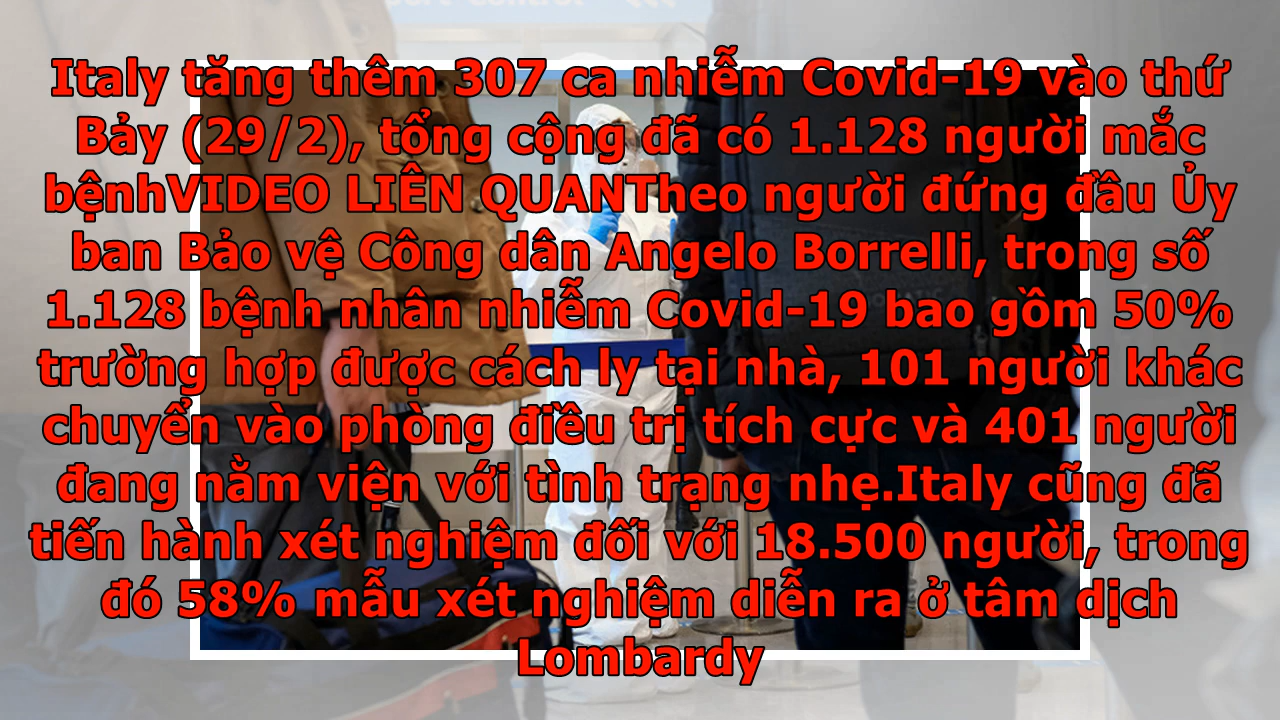 Italy tăng thêm 307 ca nhiễm Covid-19 vào thứ
Bảy (29/2), tổng cộng đã có 1.128 người mắc
bệnhVIDEO LIÊN QUANTheo người đứng đầu Ủy
ban Bảo vệ Công dân Angelo Borrelli, trong số
1.128 bệnh nhân nhiễm Covid-19 bao gồm 50%
trường hợp được cách ly tại nhà, 101 người khác
chuyển vào phòng điều trị tích cực và 401 người
đang nằm viện với tình trạng nhẹ.Italy cũng đã
tiến hành xét nghiệm đối với 18.500 người, trong
đó 58% mẫu xét nghiệm diễn ra ở tâm dịch
Lombardy